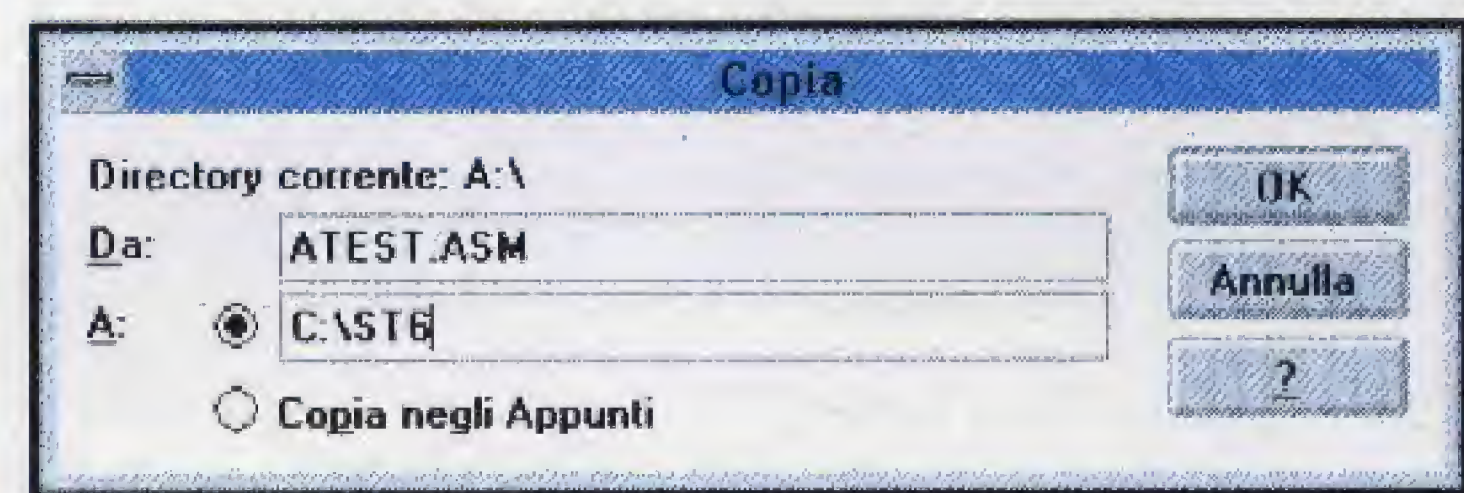 Copia
Directory corrente: A:\
Da: ATEST.ASM
A: C:\ST6
Copia negli Appunti
OK
Annulla
?